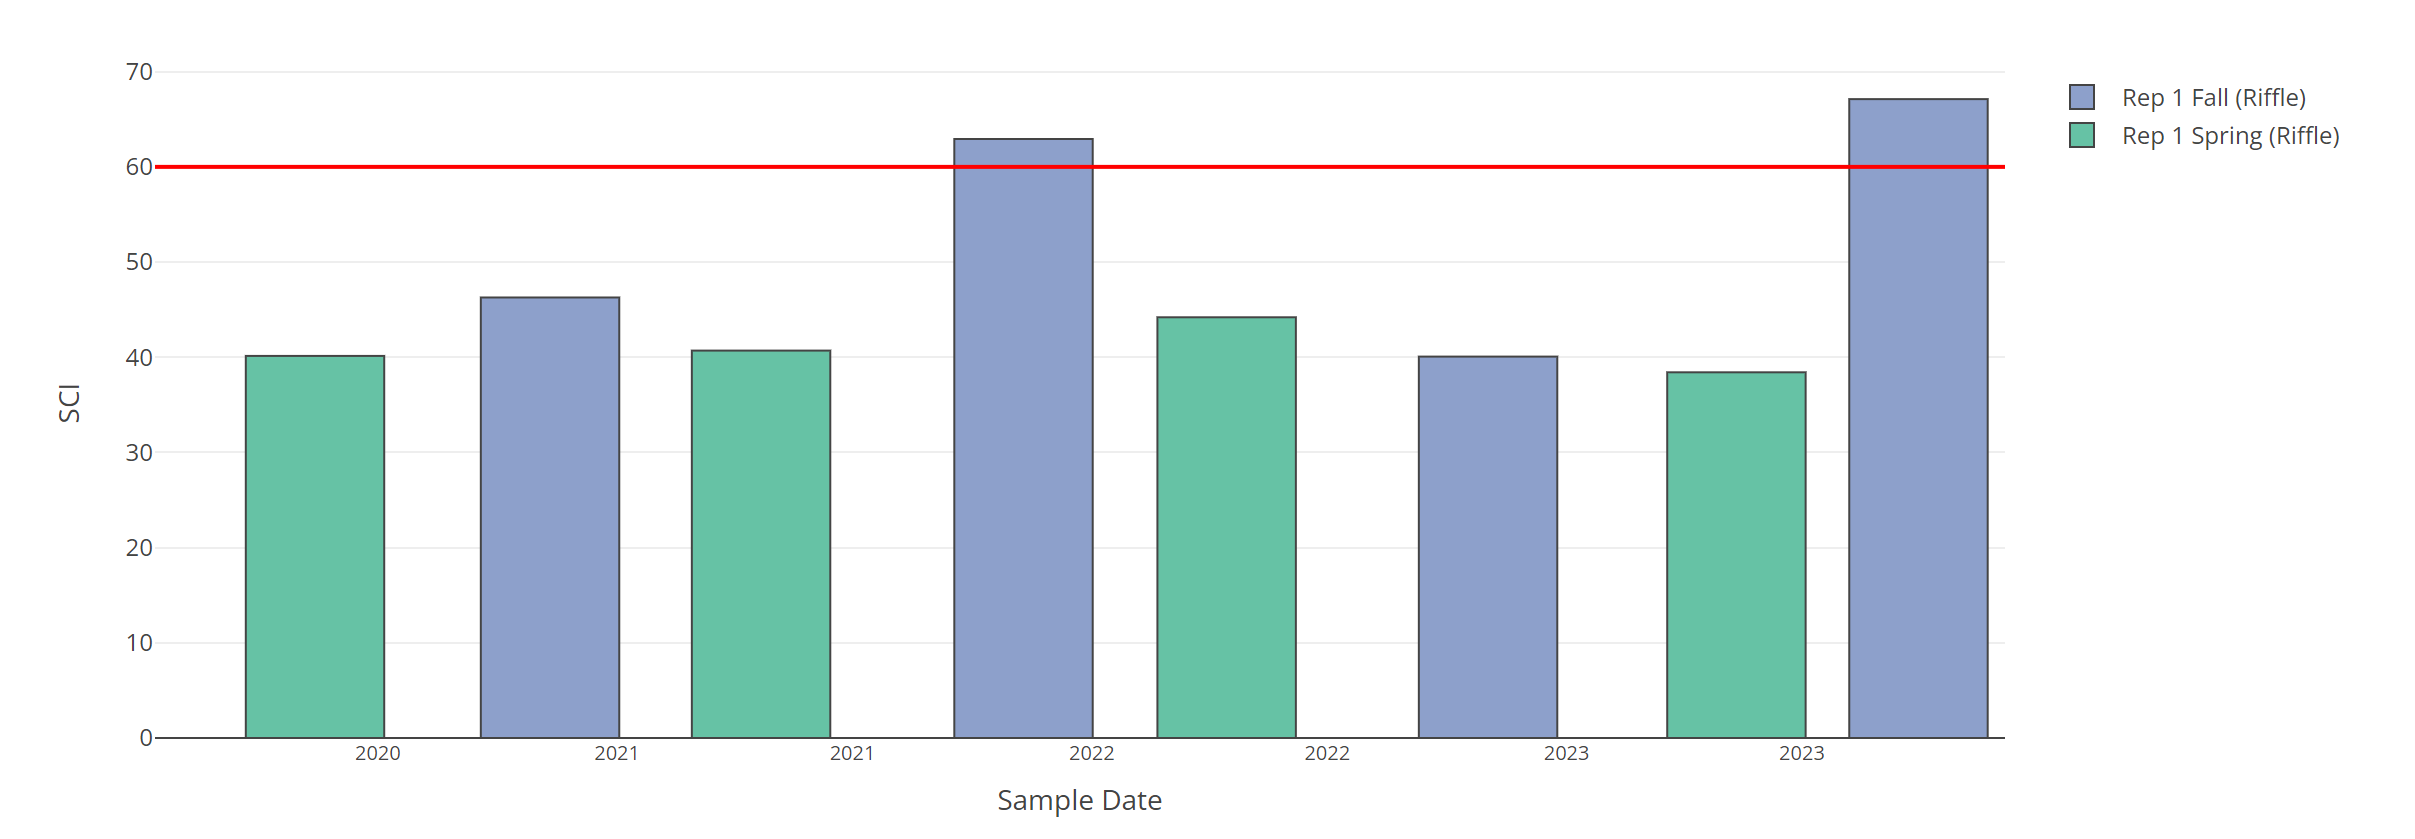 70
60
50
40
30
20
10
0
SCI
2020 2021 2021 2022 2022 2023 2023
Sample Date
Rep 1 Fall (Riffle)
Rep 1 Spring (Riffle)